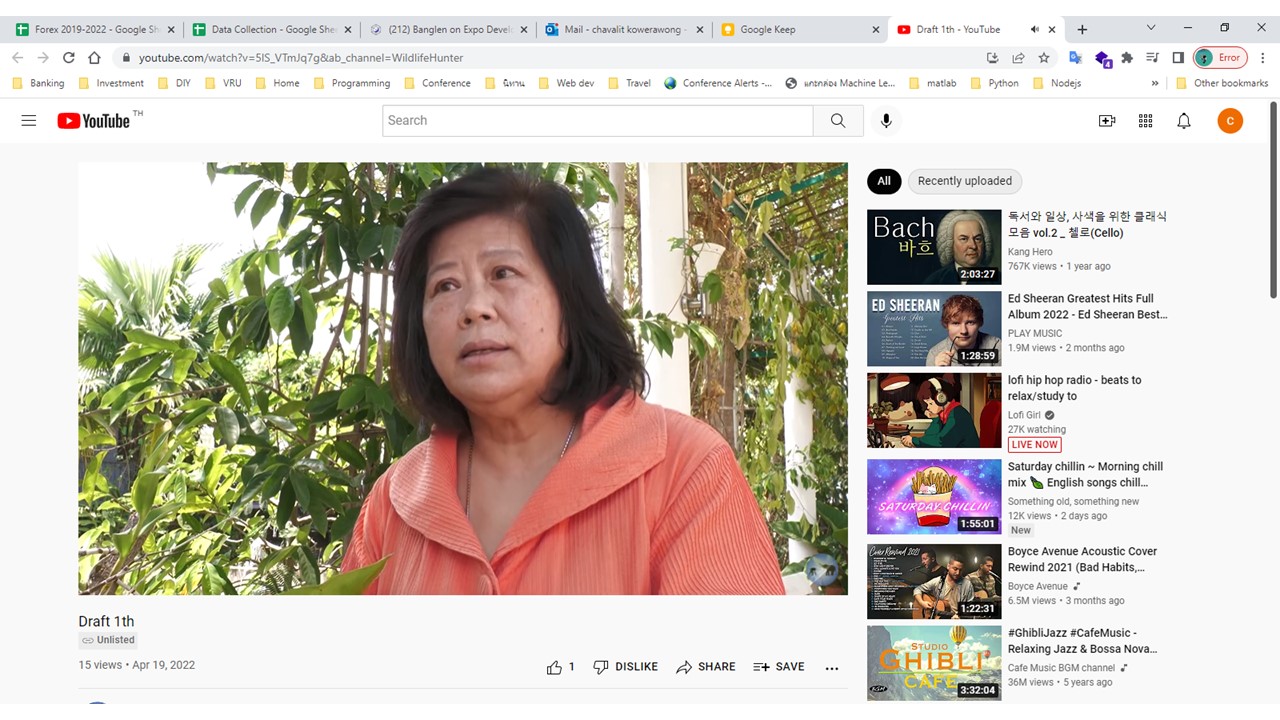 Forex 2019-2022 - Google Sh
Data Collection - Google Shee
(212) Banglen on Expo Develo
Mail - chavalit kowerawong -
Google Keep
Draft 1th - YouTube
youtube.com/watch?v=5IS_VTmJq7g&ab_channel=WildlifeHunter
4
Error
Banking
Investment
DIY
VRU
Home
Programming
Conference
นิเทน
Web dev
Travel
Conference Alerts -...
Machine Le...
matlab
Python
Nodejs
»
Other bookmarks
YouTube TH
Search
C
All
Recently uploaded
Bach
바흐
2:03:27
독서와 일상, 사색을 위한 클래식
모음 vol.2 _ 첼로(Cello)
Kang Hero
767K views • 1 year ago
ED SHEERAN
Greatest Hits
1:28:59
Ed Sheeran Greatest Hits Full
Album 2022 - Ed Sheeran Best...
PLAY MUSIC
1.9M views • 2 months ago
lofi hip hop radio - beats to
relax/study to
Lofi Girl
27K watching
LIVE NOW
SATURDAY CHILLIN
1:55:01
Saturday chillin ~ Morning chill
mix English songs chill...
Something old, something new
12K views • 2 days ago
New
Cover Rewind 2021
1:22:31
Boyce Avenue Acoustic Cover
Rewind 2021 (Bad Habits,...
Boyce Avenue
6.5M views • 3 months ago
STUDIO
GHIBLI
CAFE
BGM
3:32:04
#GhibliJazz #CafeMusic -
Relaxing Jazz & Bossa Nova...
Cafe Music BGM channel
36M views • 5 years ago
Draft 1th
Unlisted
15 views • Apr 19, 2022
1
DISLIKE
SHARE
SAVE